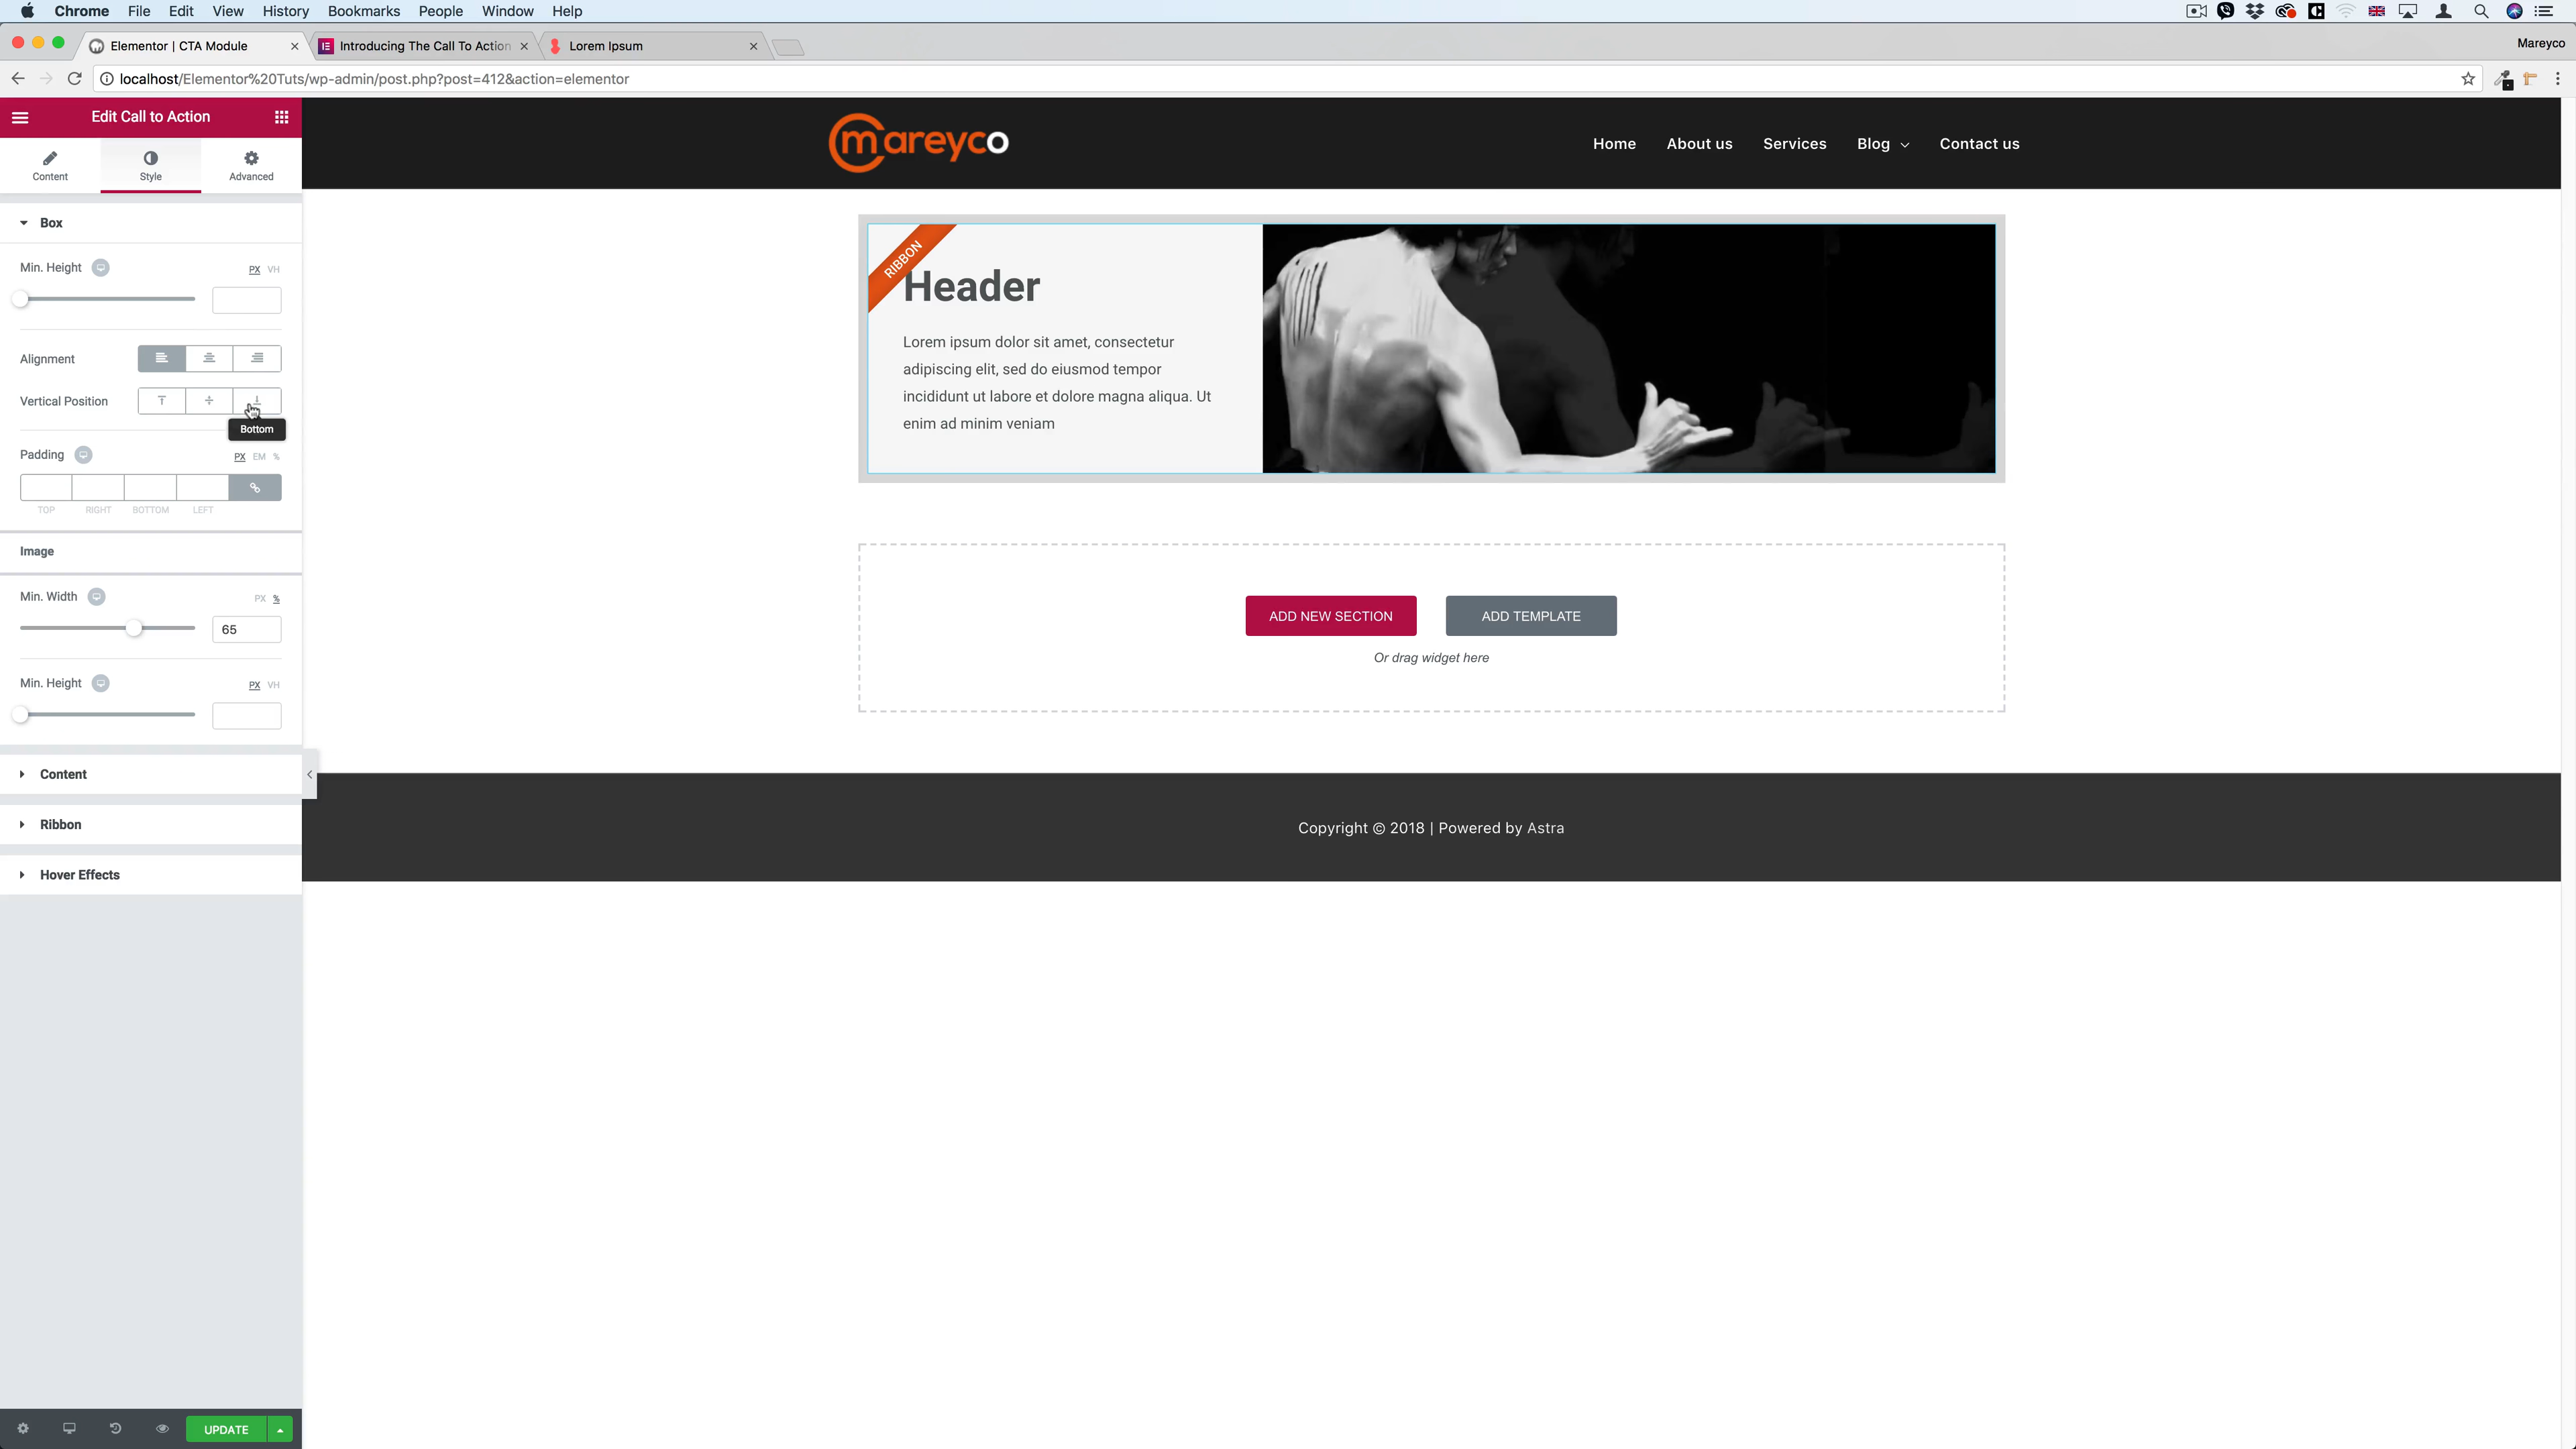 Chrome File Edit View History Bookmarks People Window Help
Elementor | CTA Module
Introducing The Call To Action
Lorem Ipsum
Mareyco
localhost/Elementor%20Tuts/wp-admin/post.php?post=412&action=elementor
Edit Call to Action
Content Style Advanced
Box
Min. Height PX VH
Alignment
Vertical Position
Bottom
Padding PX EM %
TOP RIGHT BOTTOM LEFT
Image
Min. Width PX %
65
Min. Height PX VH
Content
Ribbon
Hover Effects
UPDATE
mareyco
Home About us Services Blog Contact us
RIBBON
Header
Lorem ipsum dolor sit amet, consectetur
adipiscing elit, sed do eiusmod tempor
incididunt ut labore et dolore magna aliqua. Ut
enim ad minim veniam
ADD NEW SECTION ADD TEMPLATE
Or drag widget here
Copyright © 2018 | Powered by Astra